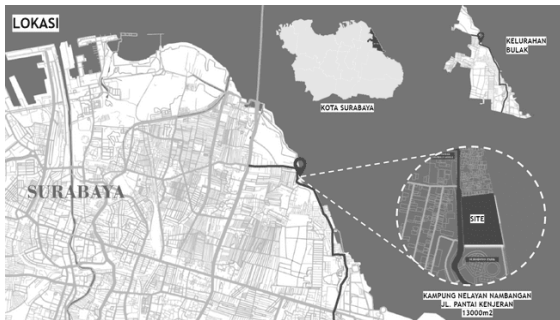 LOKASI
KOTA SURABAYA
KELURAHAN
BULAK
SURABAYA
SITE
KAMPUNG NELAYAN NAMBANGAN
JL. PANTAI KENJERAN
13000m2